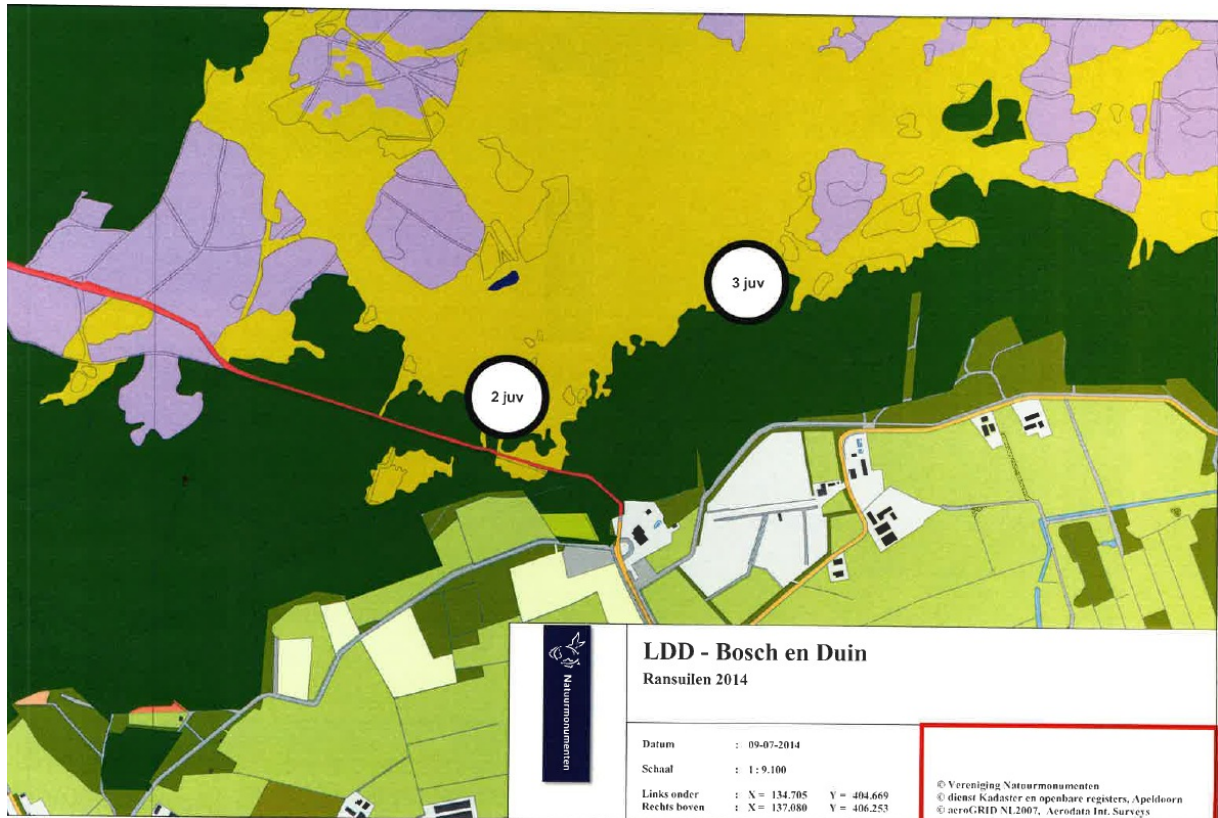 3 juv
2 juv
Natuurmonumenten
LDD - Bosch en Duin
Ransuilen 2014
Datum : 09-07-2014
Schaal : 1 : 9.100
Links onder : X = 134.705 Y = 404.669
Rechts boven : X = 137.080 Y = 406.253
© Vereniging Natuurmonumenten
© dienst Kadaster en openbare registers, Apeldoorn
© aeroGRID NL2007, Aerodata Int. Surveys